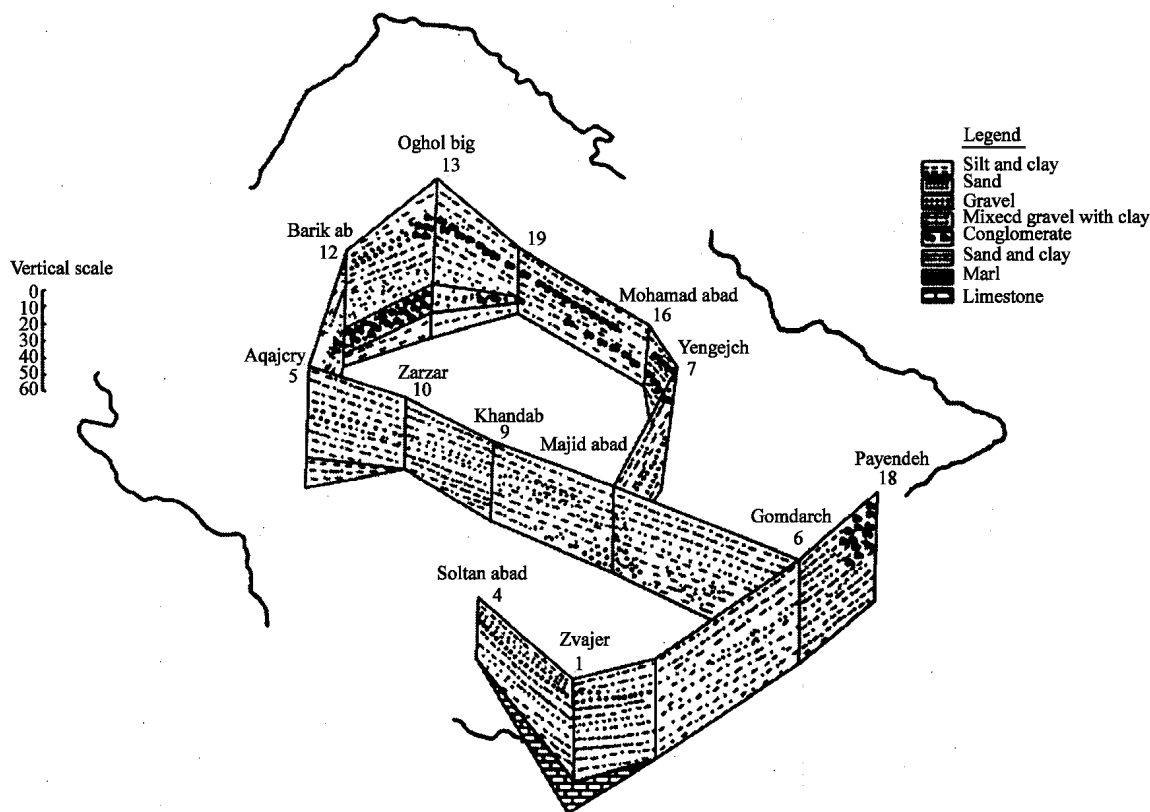 Oghol big
13
Barik ab
12
19
Mohamad abad
16
Yengejch
7
Vertical scale
0
10
20
30
40
50
60
Aqajcry
5
Zarzar
10
Khandab
9
Majid abad
Payendeh
18
Gomdarch
6
Soltan abad
4
Zvajer
1
Legend
Silt and clay
Sand
Gravel
Mixecd gravel with clay
Conglomerate
Sand and clay
Marl
Limestone